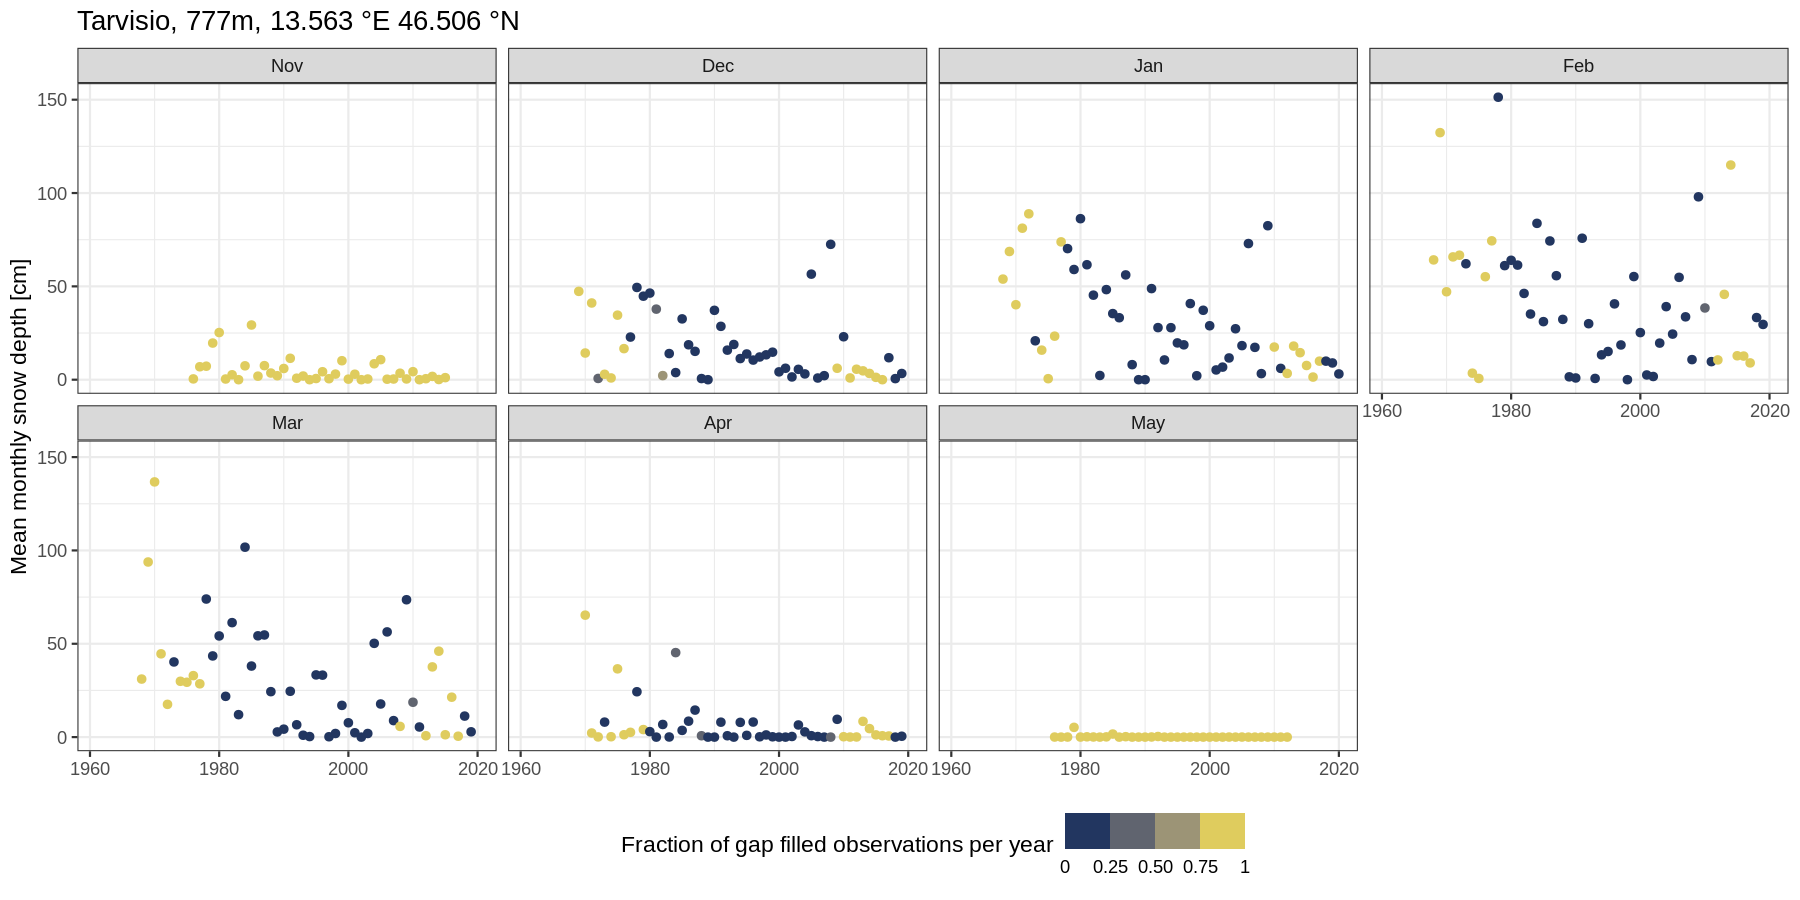 Tarvisio, 777m, 13.563 °E 46.506 °N
Nov
Dec
Jan
Feb
150
100
50
0
1960
1980
2000
2020
Mar
Apr
May
150
100
50
0
1960
1980
2000
2020
1960
1980
2000
2020
1960
1980
2000
2020
Mean monthly snow depth [cm]
Fraction of gap filled observations per year
0
0.25
0.50
0.75
1